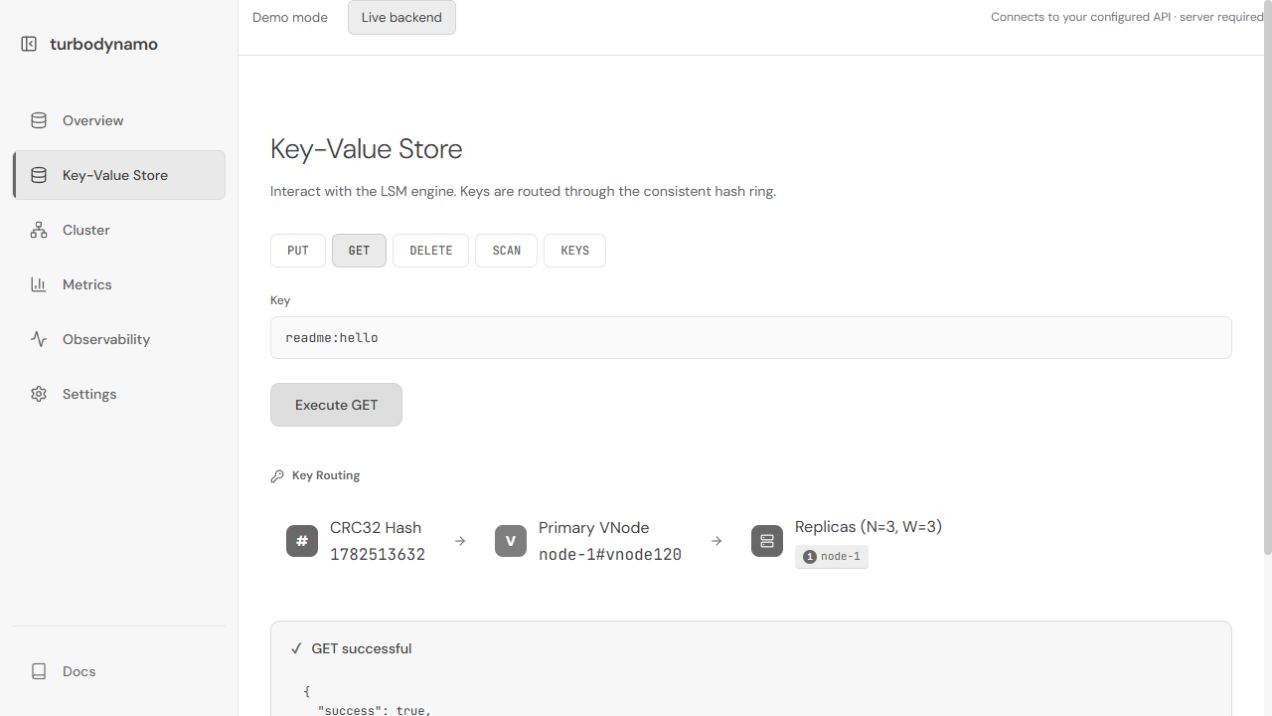 turbodynamo
Overview
Key-Value Store
Cluster
Metrics
Observability
Settings
Docs
Demo mode
Live backend
Connects to your configured API · server required
Key-Value Store
Interact with the LSM engine. Keys are routed through the consistent hash ring.
PUT
GET
DELETE
SCAN
KEYS
Key
readme:hello
Execute GET
Key Routing
#
CRC32 Hash
1782513632
→
V
Primary VNode
node-1#vnode120
→
Replicas (N=3, W=3)
1 node-1
✓ GET successful
{
"success": true,